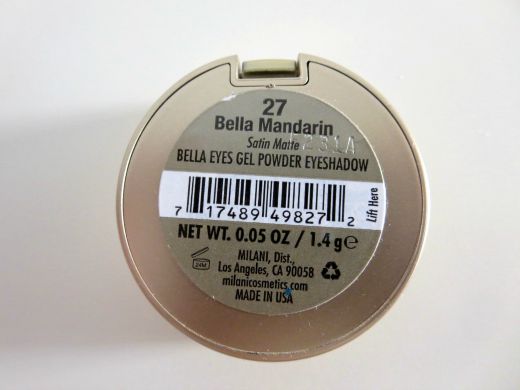 27
Bella Mandarin
Satin Matte
BELLA EYES GEL POWDER EYESHADOW
7 17489 49827 2
Lift Here
NET WT. 0.05 OZ / 1.4 g ℮
24M
MILANI, Dist.,
Los Angeles, CA 90058
milanicosmetics.com
MADE IN USA